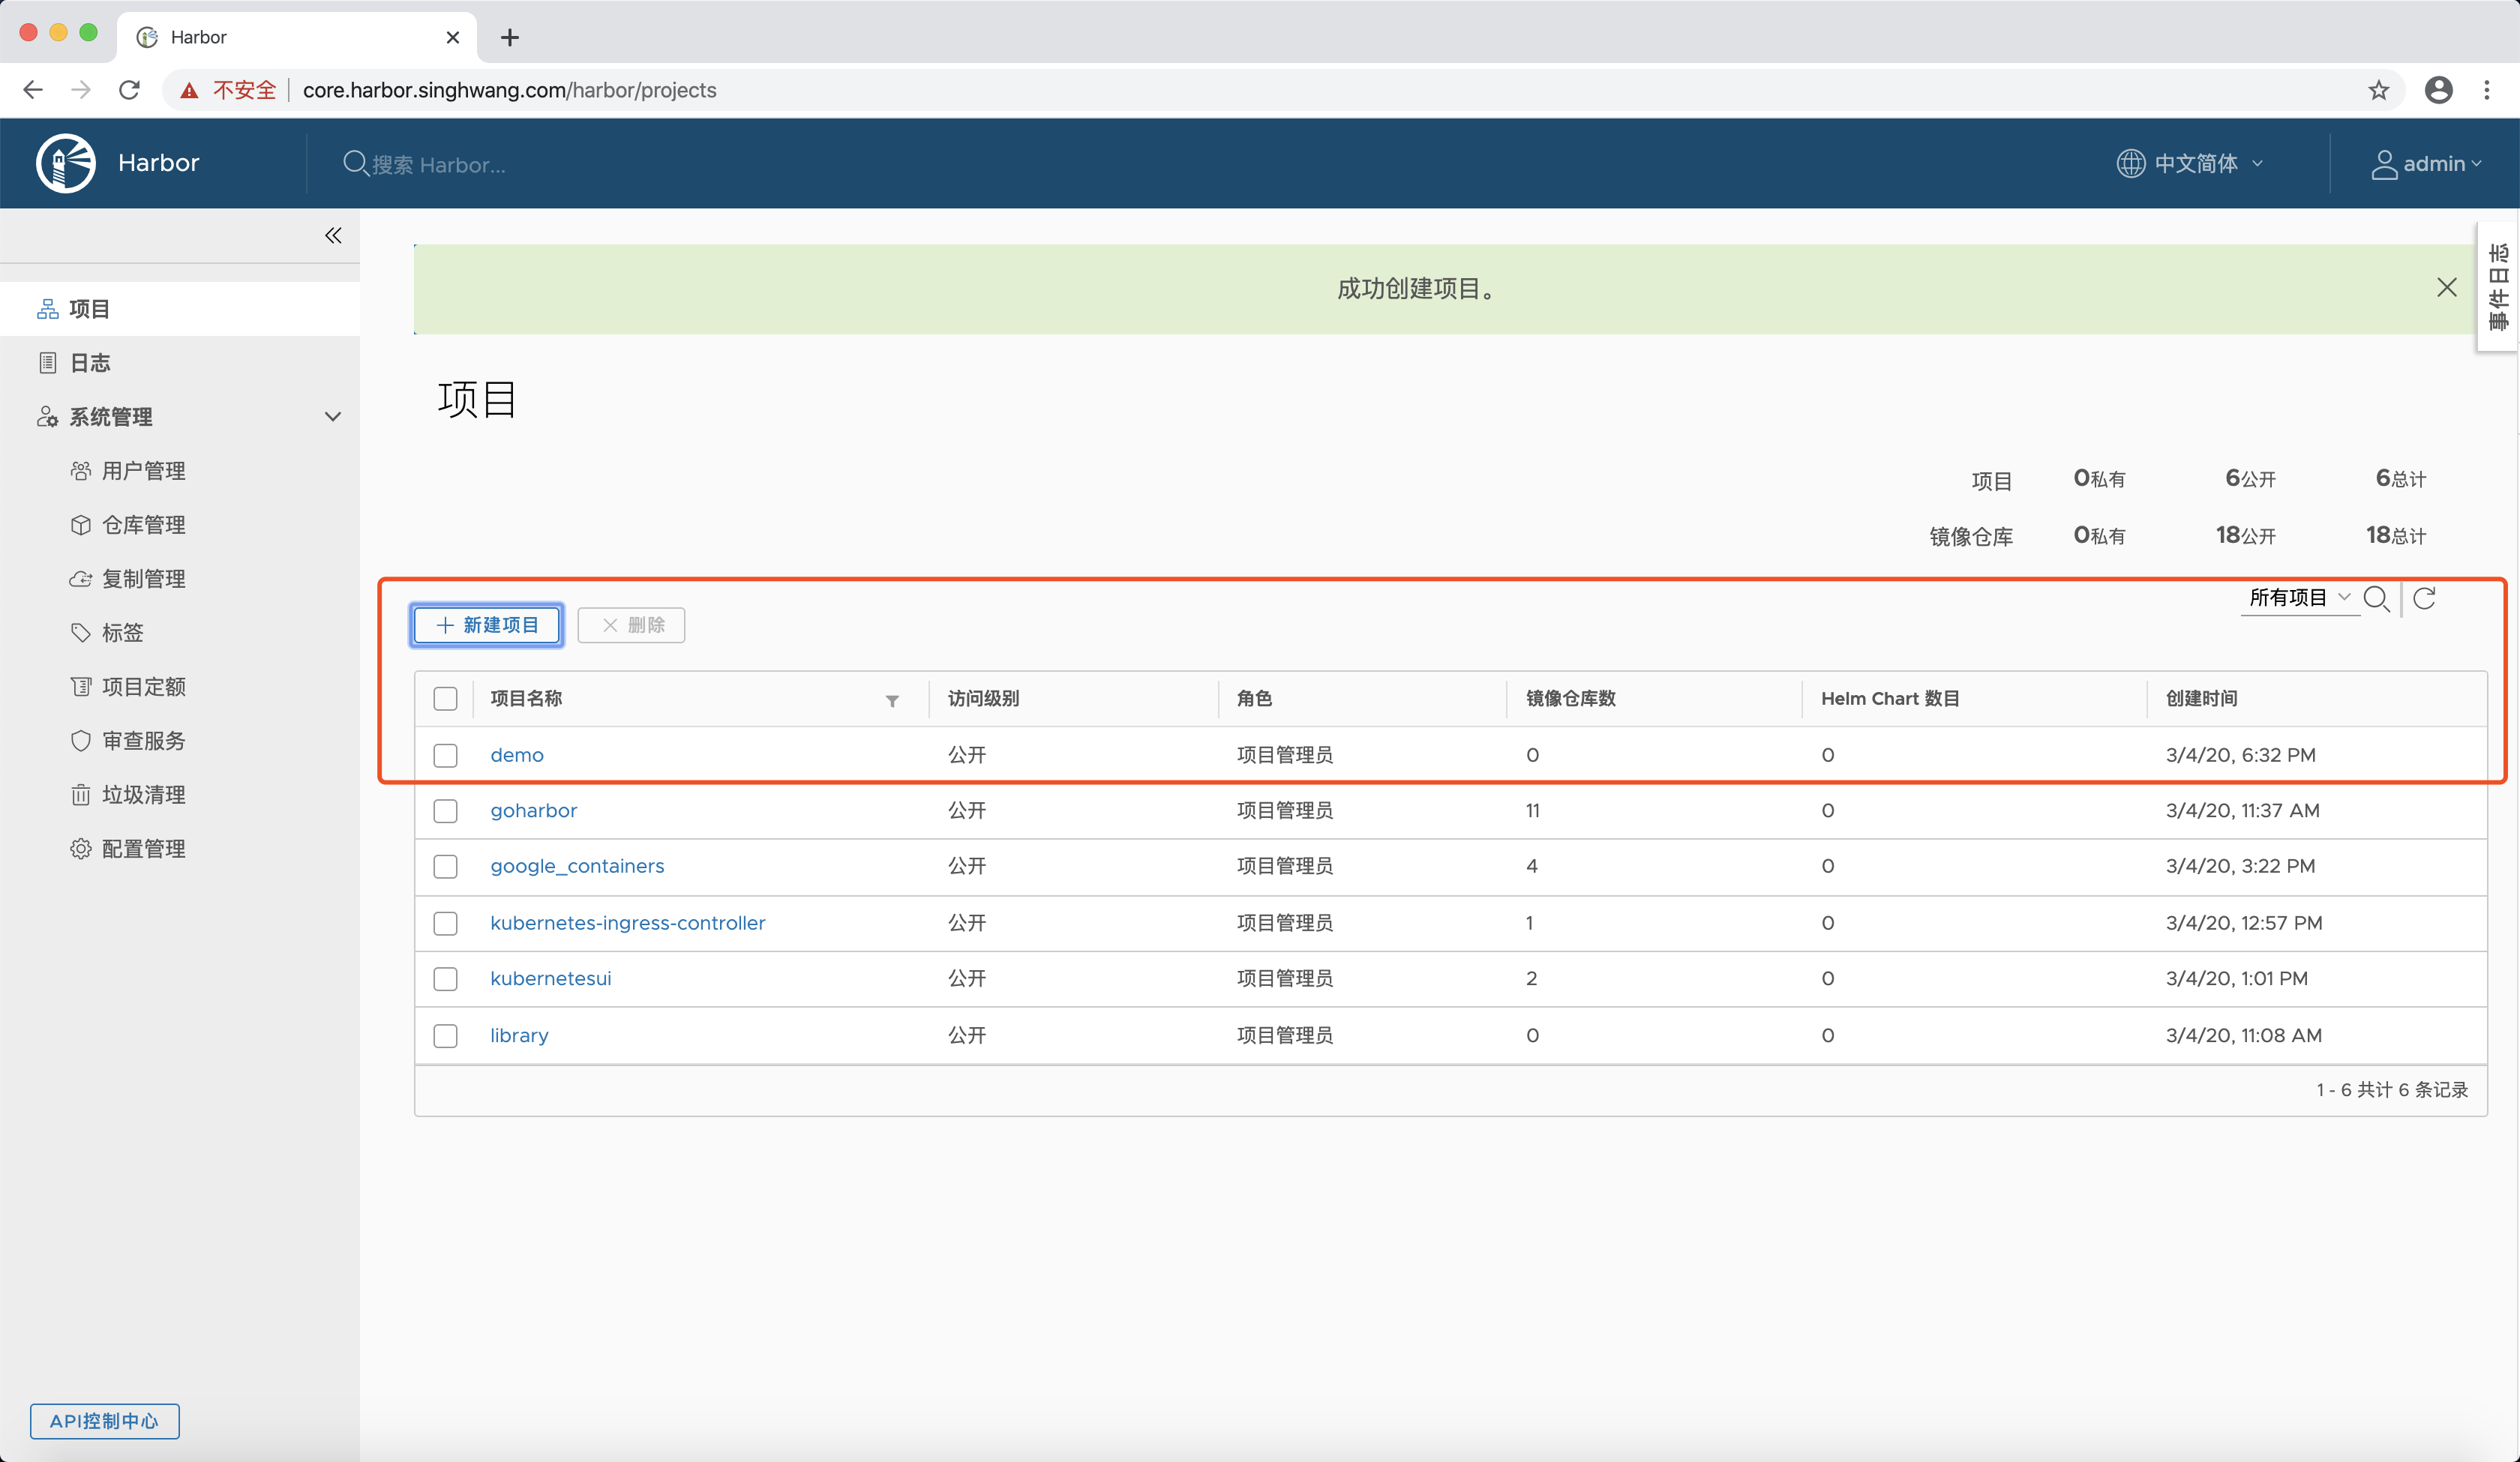 Harbor
不安全 core.harbor.singhwang.com/harbor/projects
Harbor 搜索 Harbor... 中文简体 admin
事件日志
成功创建项目。
项目
日志
系统管理
用户管理
仓库管理
复制管理
标签
项目定额
审查服务
垃圾清理
配置管理
API控制中心
项目
项目 0私有 6公开 6总计
镜像仓库 0私有 18公开 18总计
新建项目 删除 所有项目
项目名称 访问级别 角色 镜像仓库数 Helm Chart 数目 创建时间
demo 公开 项目管理员 0 0 3/4/20, 6:32 PM
goharbor 公开 项目管理员 11 0 3/4/20, 11:37 AM
google_containers 公开 项目管理员 4 0 3/4/20, 3:22 PM
kubernetes-ingress-controller 公开 项目管理员 1 0 3/4/20, 12:57 PM
kubernetesui 公开 项目管理员 2 0 3/4/20, 1:01 PM
library 公开 项目管理员 0 0 3/4/20, 11:08 AM
1 - 6 共计 6 条记录